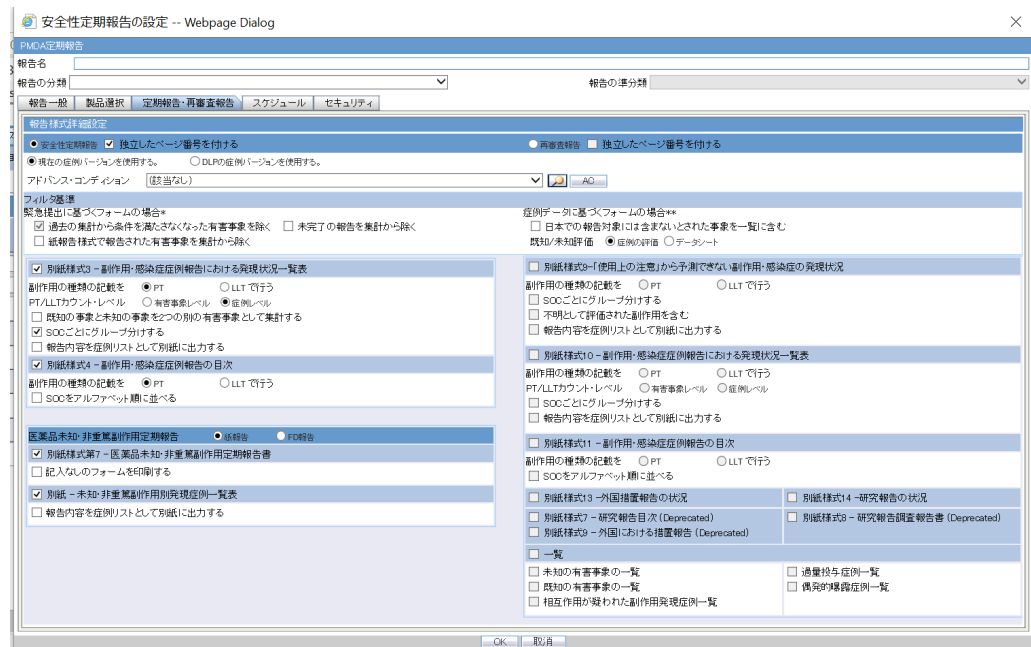 安全性定期報告の設定 -- Webpage Dialog
PMDA定期報告
報告名
報告の分類 報告の準分類
報告一般 製品選択 定期報告・再審査報告 スケジュール セキュリティ
報告様式詳細設定
安全性定期報告 独立したページ番号を付ける 再審査報告 独立したページ番号を付ける
現在の症例バージョンを使用する。 DLPの症例バージョンを使用する。
アドバンス・コンディション (該当なし) AC
フィルタ基準
緊急提出に基づくフォームの場合*
過去の集計から条件を満たさなくなった有害事象を除く 未完了の報告を集計から除く
紙報告様式で報告された有害事象を集計から除く
症例データに基づくフォームの場合**
日本での報告対象には含まないとされた事象を一覧に含む
既知/未知評価 症例の評価 データシート
別紙様式3 - 副作用・感染症症例報告における発現状況一覧表
副作用の種類の記載を PT LLT で行う
PT/LLTカウント・レベル 有害事象レベル 症例レベル
既知の事象と未知の事象を2つの別の有害事象として集計する
SOCごとにグループ分けする
報告内容を症例リストとして別紙に出力する
別紙様式4 - 副作用・感染症症例報告の目次
副作用の種類の記載を PT LLT で行う
SOCをアルファベット順に並べる
医薬品未知・非重篤副作用定期報告 紙報告 FD報告
別紙様式第7 - 医薬品未知・非重篤副作用定期報告書
記入なしのフォームを印刷する
別紙 - 未知・非重篤副作用別発現症例一覧表
報告内容を症例リストとして別紙に出力する
別紙様式9-「使用上の注意」から予測できない副作用・感染症の発現状況
副作用の種類の記載を PT LLT で行う
SOCごとにグループ分けする
不明として評価された副作用を含む
報告内容を症例リストとして別紙に出力する
別紙様式10 - 副作用・感染症症例報告における発現状況一覧表
副作用の種類の記載を PT LLT で行う
PT/LLTカウント・レベル 有害事象レベル 症例レベル
SOCごとにグループ分けする
報告内容を症例リストとして別紙に出力する
別紙様式11 - 副作用・感染症症例報告の目次
副作用の種類の記載を PT LLT で行う
SOCをアルファベット順に並べる
別紙様式13 -外国措置報告の状況 別紙様式14 -研究報告の状況
別紙様式7 - 研究報告目次 (Deprecated) 別紙様式8 - 研究報告調査報告書 (Deprecated)
別紙様式9 - 外国における措置報告 (Deprecated)
一覧
未知の有害事象の一覧 過量投与症例一覧
既知の有害事象の一覧 偶発的曝露症例一覧
相互作用が疑われた副作用発現症例一覧
OK 取消